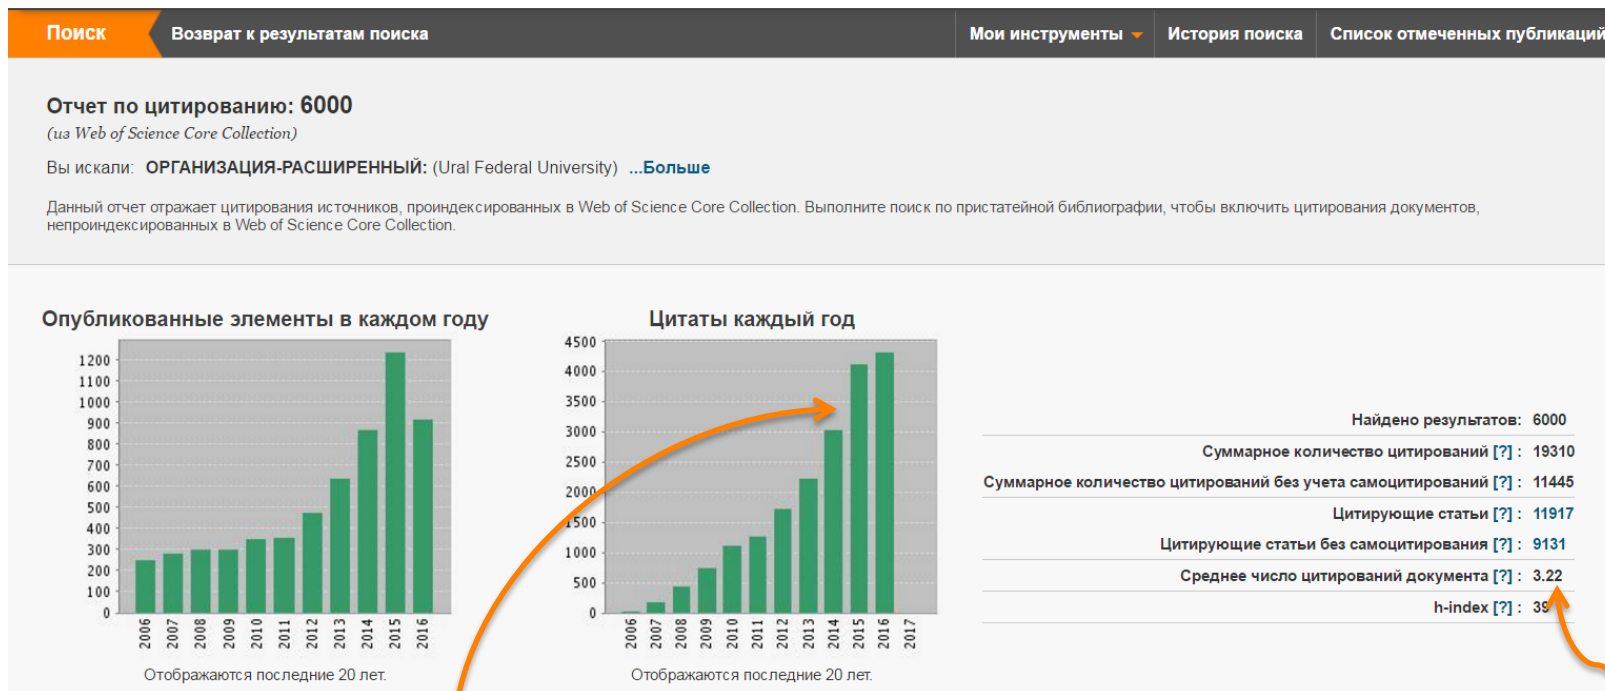 Поиск
Возврат к результатам поиска
Мои инструменты
История поиска
Список отмеченных публикаций
Отчет по цитированию: 6000
(из Web of Science Core Collection)
Вы искали: ОРГАНИЗАЦИЯ-РАСШИРЕННЫЙ: (Ural Federal University) ...Больше
Данный отчет отражает цитирования источников, проиндексированных в Web of Science Core Collection. Выполните поиск по пристатейной библиографии, чтобы включить цитирования документов,
непроиндексированных в Web of Science Core Collection.
Опубликованные элементы в каждом году
1200
1100
1000
900
800
700
600
500
400
300
200
100
0
2006 2007 2008 2009 2010 2011 2012 2013 2014 2015 2016
Отображаются последние 20 лет.
Цитаты каждый год
4500
4000
3500
3000
2500
2000
1500
1000
500
0
2006 2007 2008 2009 2010 2011 2012 2013 2014 2015 2016 2017
Отображаются последние 20 лет.
Найдено результатов: 6000
Суммарное количество цитирований [?] : 19310
Суммарное количество цитирований без учета самоцитирований [?] : 11445
Цитирующие статьи [?] : 11917
Цитирующие статьи без самоцитирования [?] : 9131
Среднее число цитирований документа [?] : 3.22
h-index [?] : 39